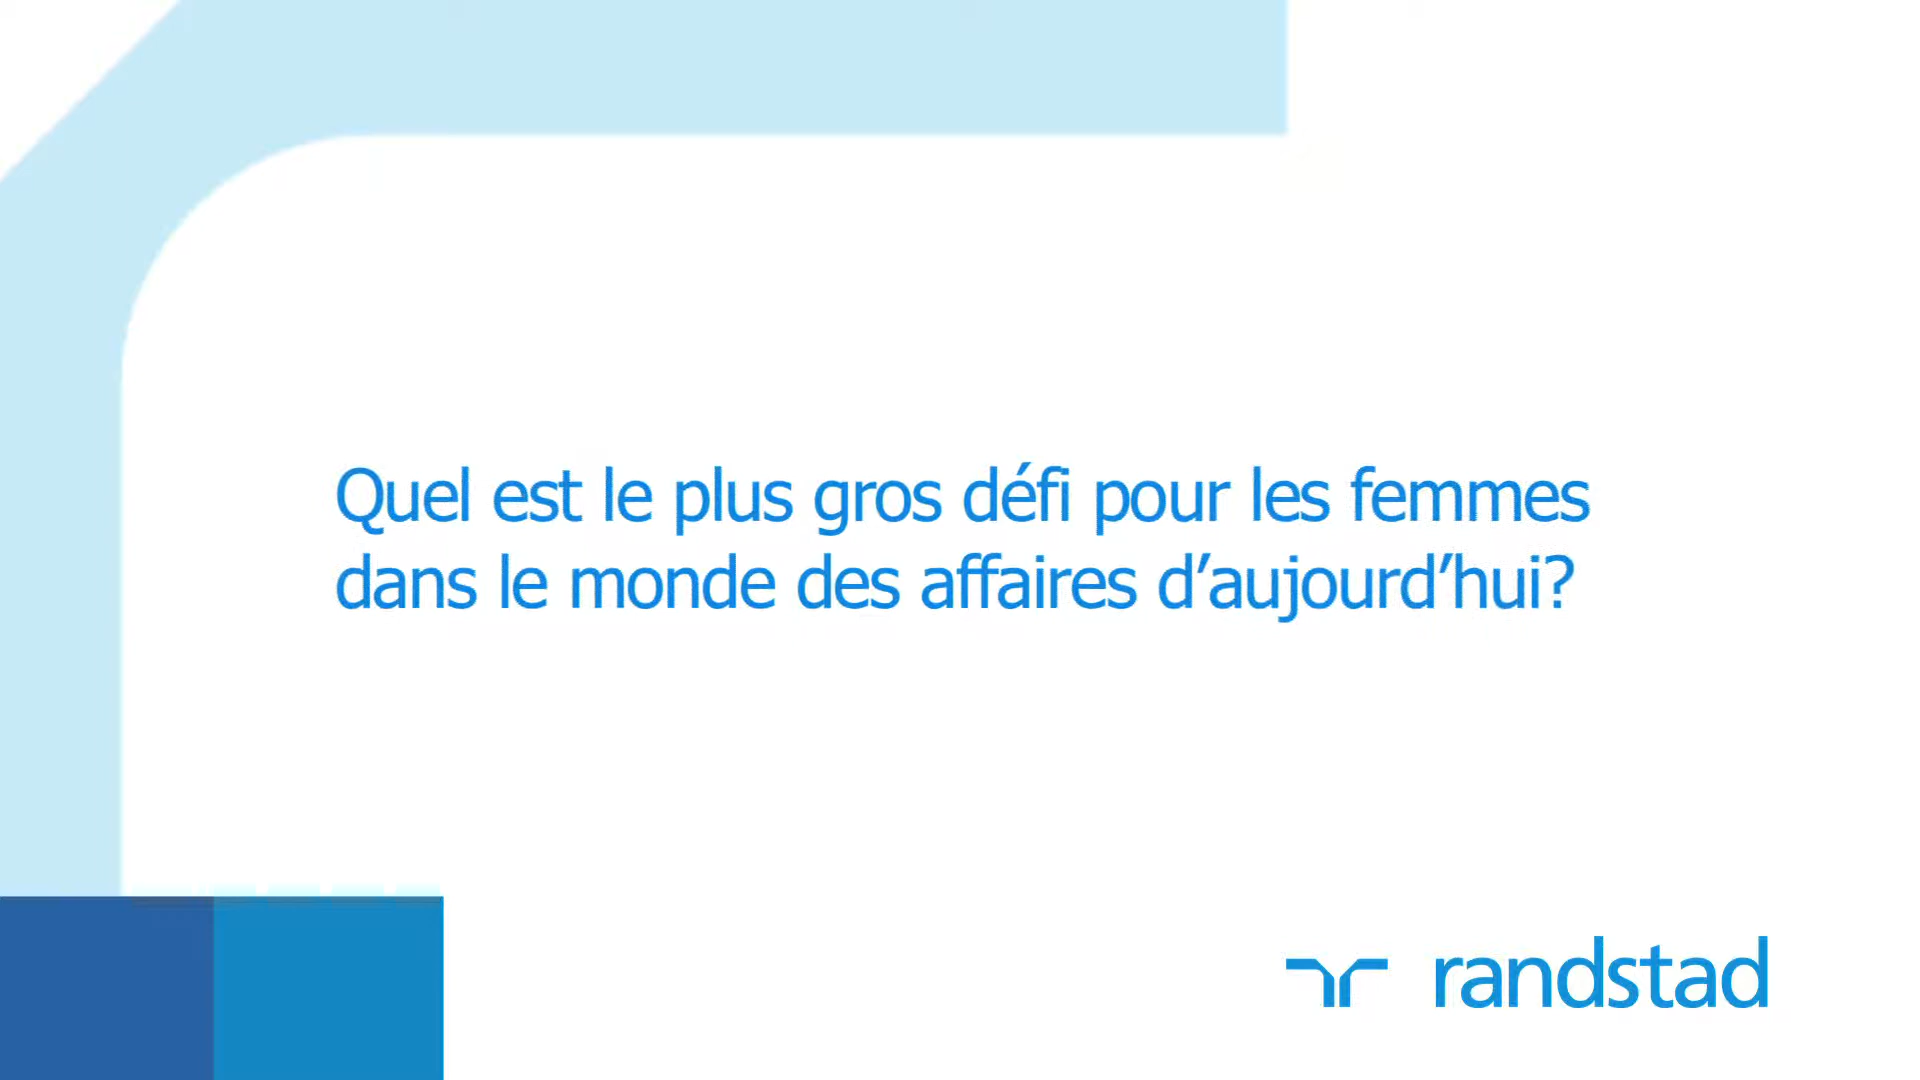 Quel est le plus gros défi pour les femmes
dans le monde des affaires d’aujourd’hui?
randstad